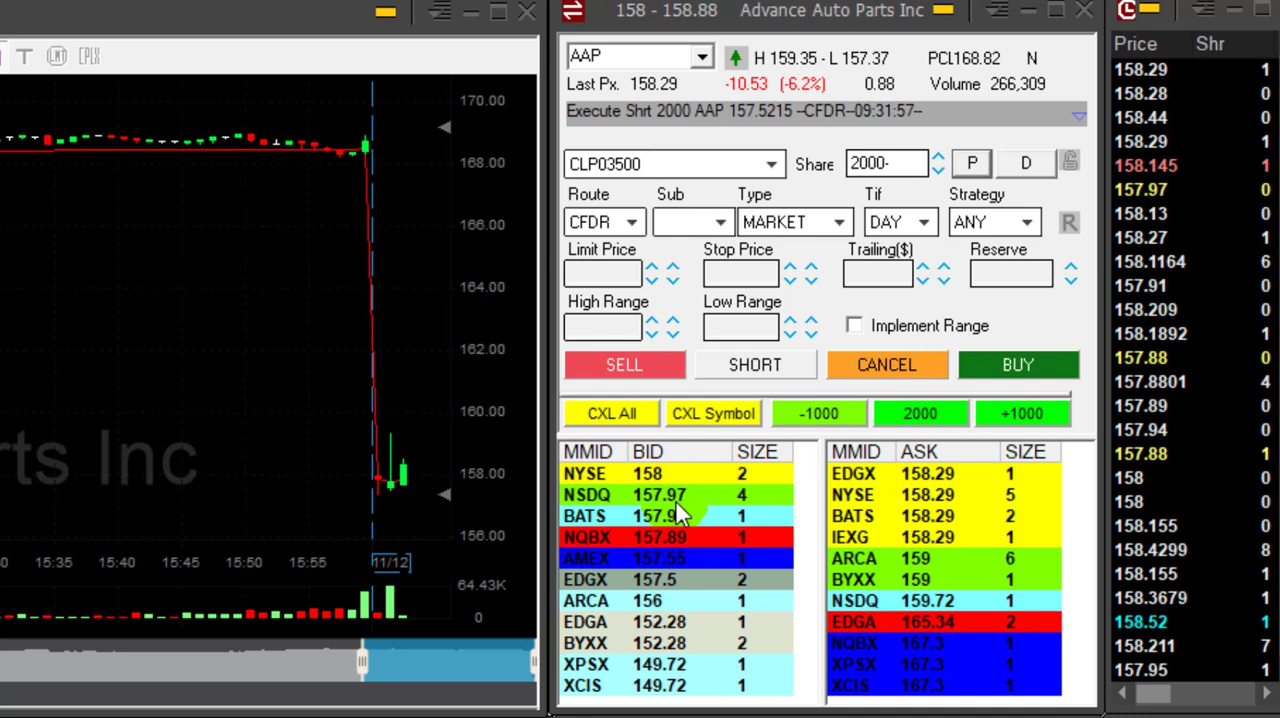 158 - 158.88 Advance Auto Parts Inc
T LMT CPLX
170.00
168.00
166.00
164.00
162.00
160.00
158.00
156.00
rts Inc
15:35 15:40 15:45 15:50 15:55 11/12
64.43K
0
AAP H 159.35 - L 157.37 PCL168.82 N
Last Px. 158.29 -10.53 (-6.2%) 0.88 Volume 266,309
Execute Shrt 2000 AAP 157.5215 --CFDR--09:31:57--
CLP03500 Share 2000- P D
Route Sub Type Tif Strategy
CFDR MARKET DAY ANY R
Limit Price Stop Price Trailing($) Reserve
High Range Low Range
Implement Range
SELL SHORT CANCEL BUY
CXL All CXL Symbol -1000 2000 +1000
MMID BID SIZE MMID ASK SIZE
NYSE 158 2 EDGX 158.29 1
NSDQ 157.97 4 NYSE 158.29 5
BATS 157.9 1 BATS 158.29 2
NQBX 157.89 1 IEXG 158.29 1
AMEX 157.55 1 ARCA 159 6
EDGX 157.5 2 BYXX 159 1
ARCA 156 1 NSDQ 159.72 1
EDGA 152.28 1 EDGA 165.34 2
BYXX 152.28 2 NQBX 167.3 1
XPSX 149.72 1 XPSX 167.3 1
XCIS 149.72 1 XCIS 167.3 1
Price Shr
158.29 1
158.28 0
158.44 0
158.29 1
158.145 1
157.97 0
158.13 0
158.27 1
158.1164 6
157.91 0
158.209 0
158.1892 1
157.88 0
157.8801 4
157.89 0
157.94 0
157.88 1
158 0
158 0
158.155 0
158.4299 8
158.155 1
158.3679 1
158.52 1
158.211 7
157.95 1